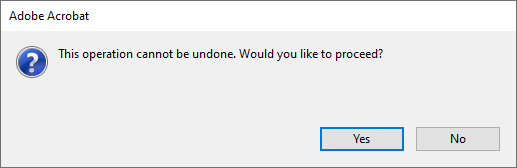 Adobe Acrobat
This operation cannot be undone. Would you like to proceed?
Yes
No